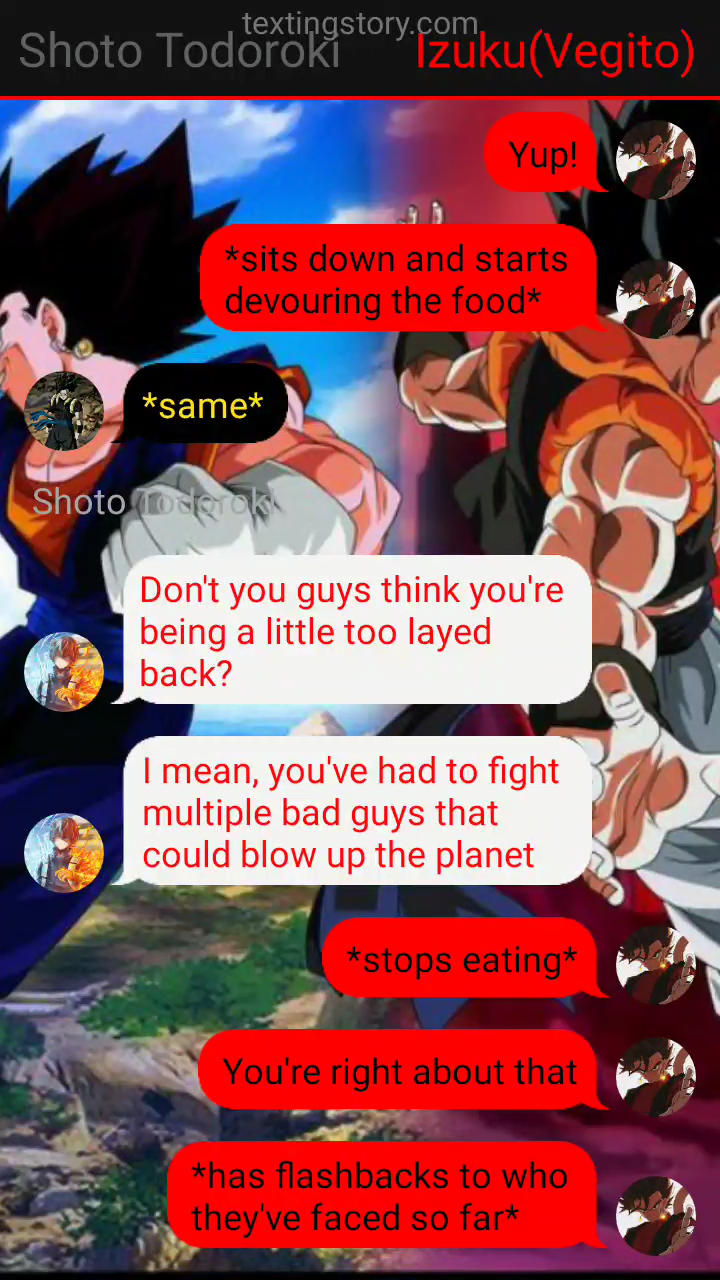 textingstory.com
Shoto Todoroki
Izuku(Vegito)
Yup!
*sits down and starts
devouring the food*
*same*
Shoto Todoroki
Don't you guys think you're
being a little too layed
back?
I mean, you've had to fight
multiple bad guys that
could blow up the planet
*stops eating*
You're right about that
*has flashbacks to who
they've faced so far*